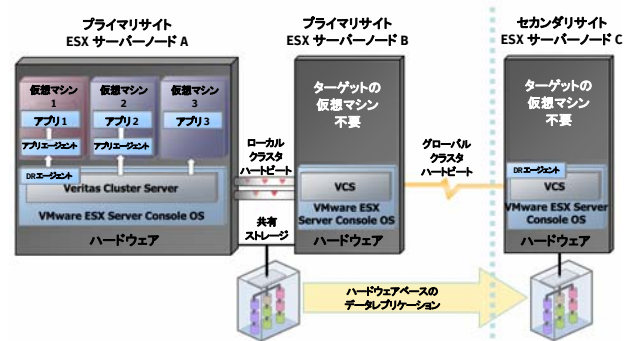 プライマリサイト
ESX サーバーノード A
プライマリサイト
ESX サーバーノード B
セカンダリサイト
ESX サーバーノード C
仮想マシン
1
アプリ1
アプリエージェント
仮想マシン
2
アプリ2
アプリエージェント
仮想マシン
3
アプリ3
DRエージェント
Veritas Cluster Server
VMware ESX Server Console OS
ハードウェア
ローカル
クラスタ
ハートビート
共有
ストレージ
ターゲットの
仮想マシン
不要
VCS
VMware ESX
Server Console OS
ハードウェア
グローバル
クラスタ
ハートビート
ターゲットの
仮想マシン
不要
DRエージェント
VCS
VMware ESX Server
Console OS
ハードウェア
ハードウェアベースの
データレプリケーション